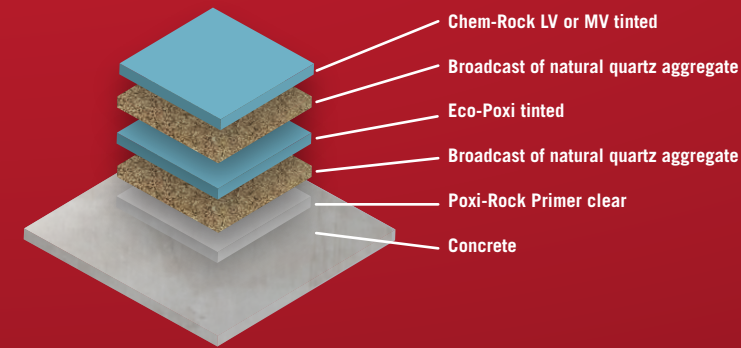 Chem-Rock LV or MV tinted
Broadcast of natural quartz aggregate
Eco-Poxi tinted
Broadcast of natural quartz aggregate
Poxi-Rock Primer clear
Concrete